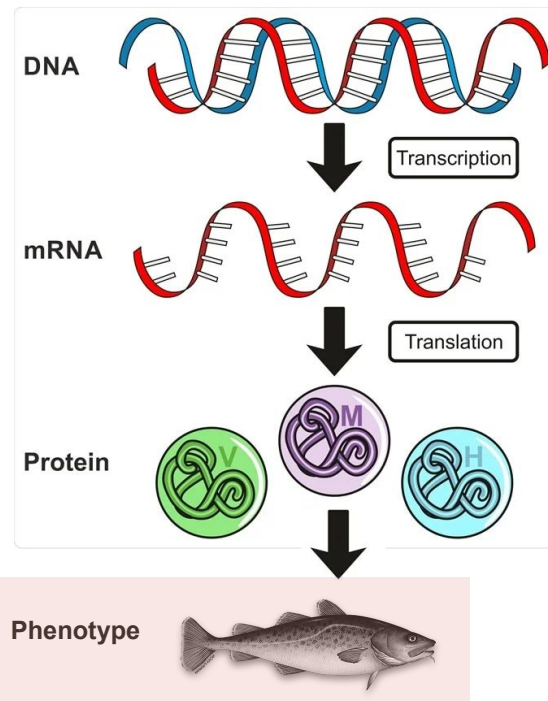 DNA
Transcription
mRNA
Translation
Protein
V
M
H
Phenotype